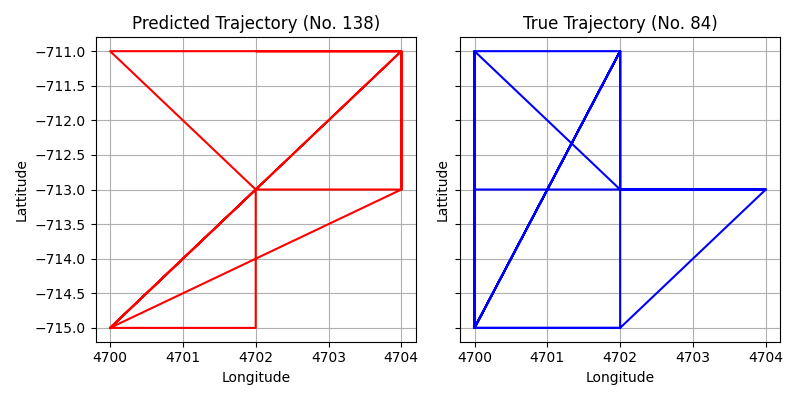 Predicted Trajectory (No. 138)
True Trajectory (No. 84)
−711.0
−711.5
−712.0
−712.5
−713.0
−713.5
−714.0
−714.5
−715.0
Lattitude
Lattitude
4700 4701 4702 4703 4704
4700 4701 4702 4703 4704
Longitude
Longitude